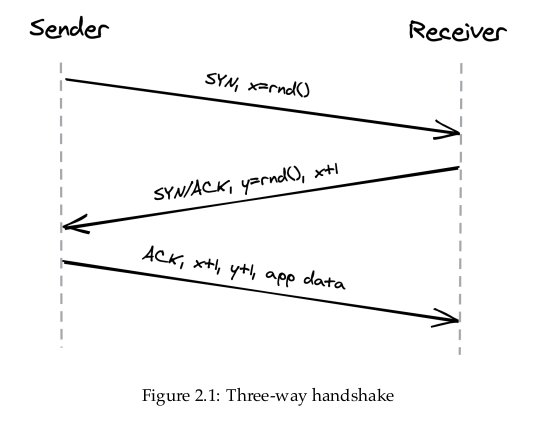 Sender
Receiver
SYN, x=rnd()
SYN/ACK, y=rnd(), x+1
ACK, x+1, y+1, app data
Figure 2.1: Three-way handshake